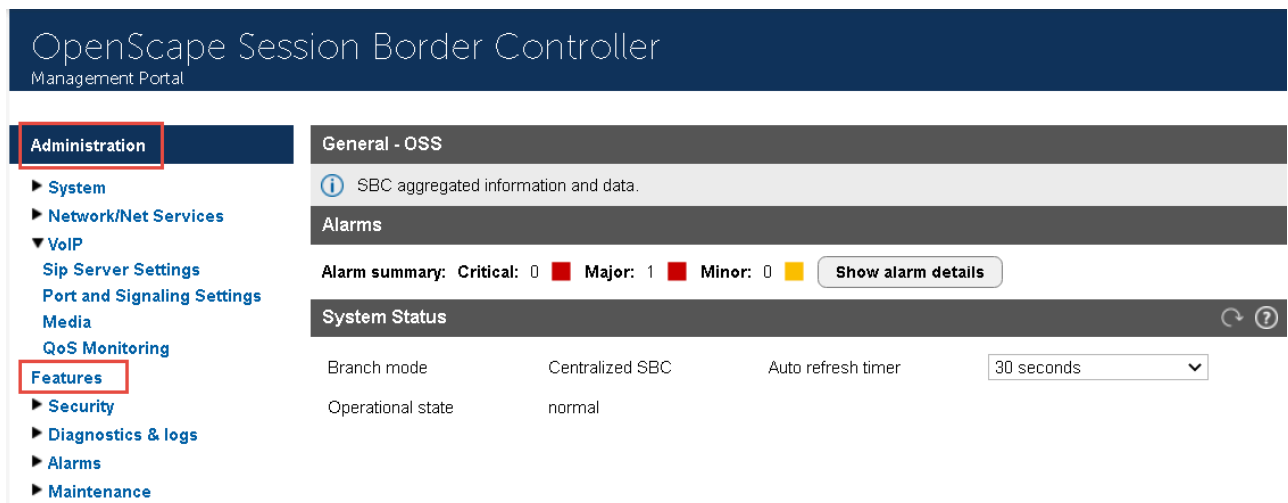 OpenScape Session Border Controller
Management Portal
Administration
System
Network/Net Services
VoIP
Sip Server Settings
Port and Signaling Settings
Media
QoS Monitoring
Features
Security
Diagnostics & logs
Alarms
Maintenance
General - OSS
SBC aggregated information and data.
Alarms
Alarm summary: Critical: 0 Major: 1 Minor: 0 Show alarm details
System Status
Branch mode Centralized SBC Auto refresh timer 30 seconds
Operational state normal